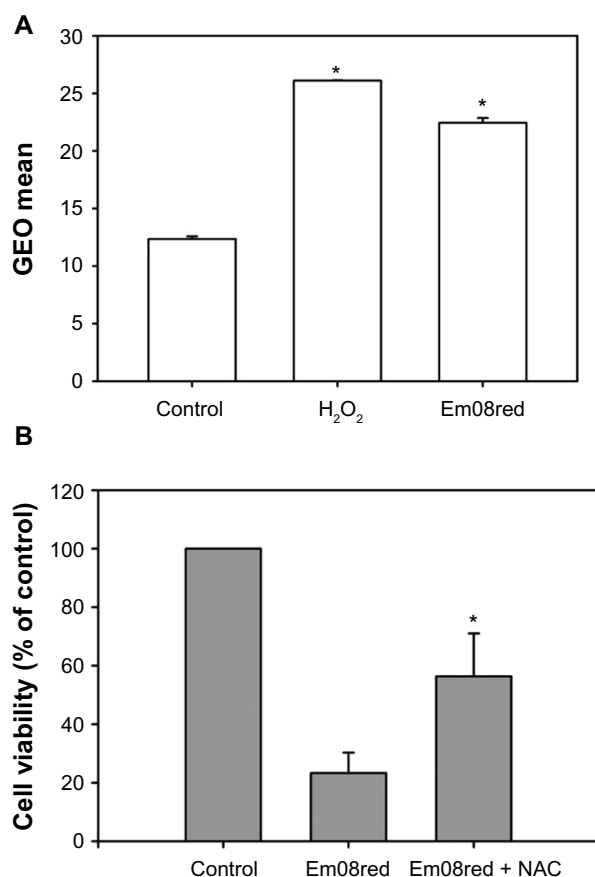 A
GEO mean
30
25
20
15
10
5
0
*
*
Control
H₂O₂
Em08red
B
Cell viability (% of control)
120
100
80
60
40
20
0
*
Control
Em08red
Em08red + NAC